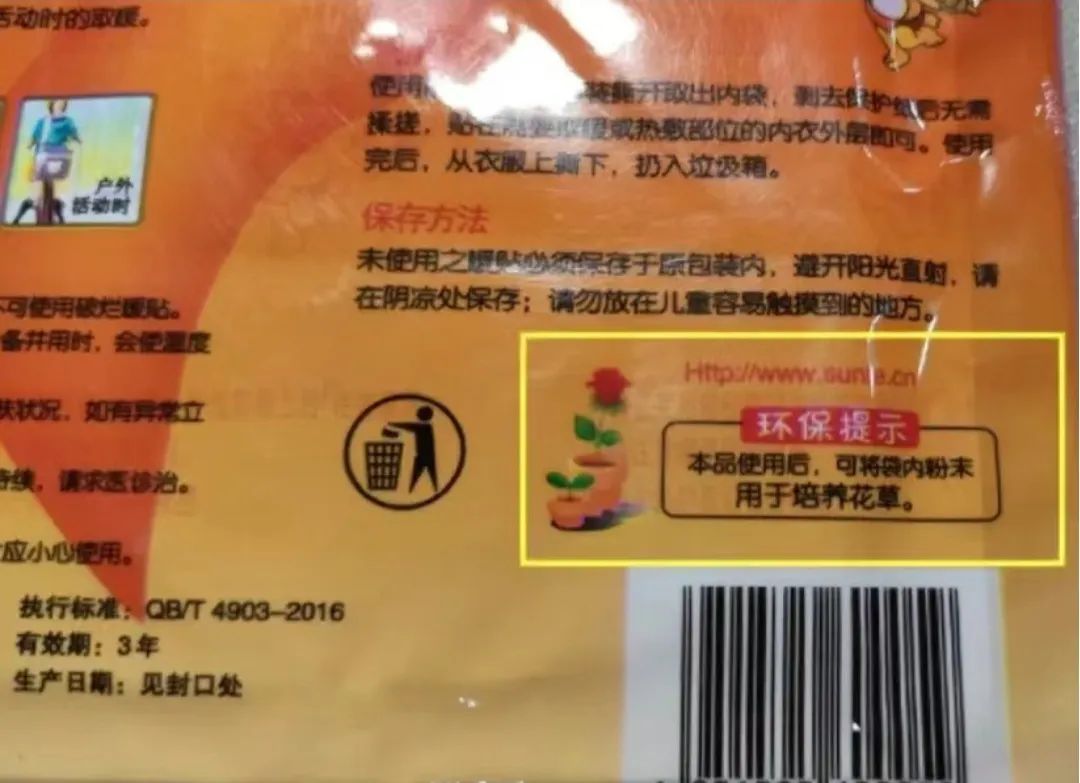 活动时的取暖。
户外
活动时
使用 开取出内袋，剥去保护纸后无需
揉搓，贴在 取暖或热敷部位的内衣外层即可。使用
完后，从衣服上撕下，扔入垃圾箱。
保存方法
未使用之暖贴必须保存于原包装内，避开阳光直射，请
在阴凉处保存；请勿放在儿童容易触摸到的地方。
不可使用破烂暖贴。
备并用时，会使温度
肤状况，如有异常立
持续，请求医诊治。
应小心使用。
执行标准：QB/T 4903-2016
有效期：3年
生产日期：见封口处
Http://www. .cn
环保提示
本品使用后，可将袋内粉末
用于培养花草。